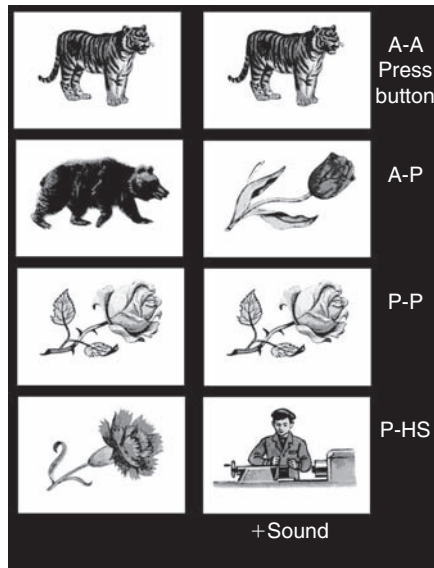 A-A
Press
button
A-P
P-P
P-HS
+Sound